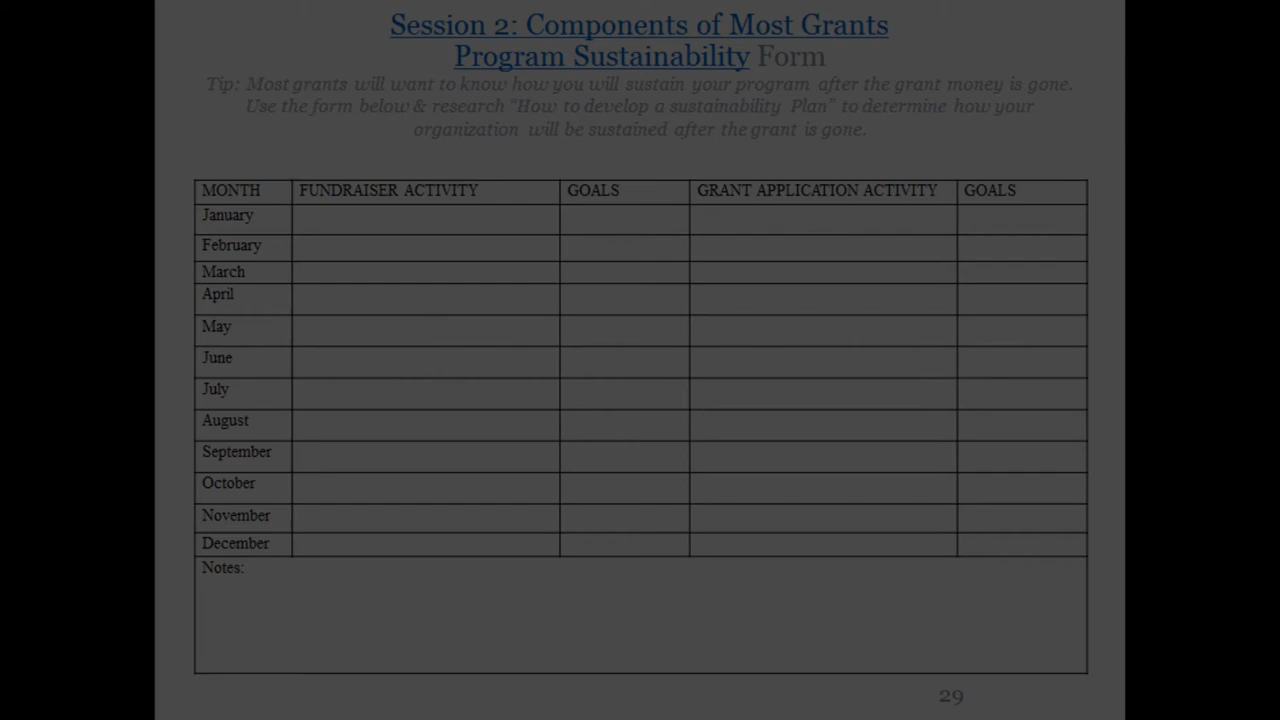 Session 2: Components of Most Grants
Program Sustainability Form
Tip: Most grants will want to know how you will sustain your program after the grant money is gone.
Use the form below & research “How to develop a sustainability Plan” to determine how your
organization will be sustained after the grant is gone.
MONTH FUNDRAISER ACTIVITY GOALS GRANT APPLICATION ACTIVITY GOALS
January
February
March
April
May
June
July
August
September
October
November
December
Notes:
29